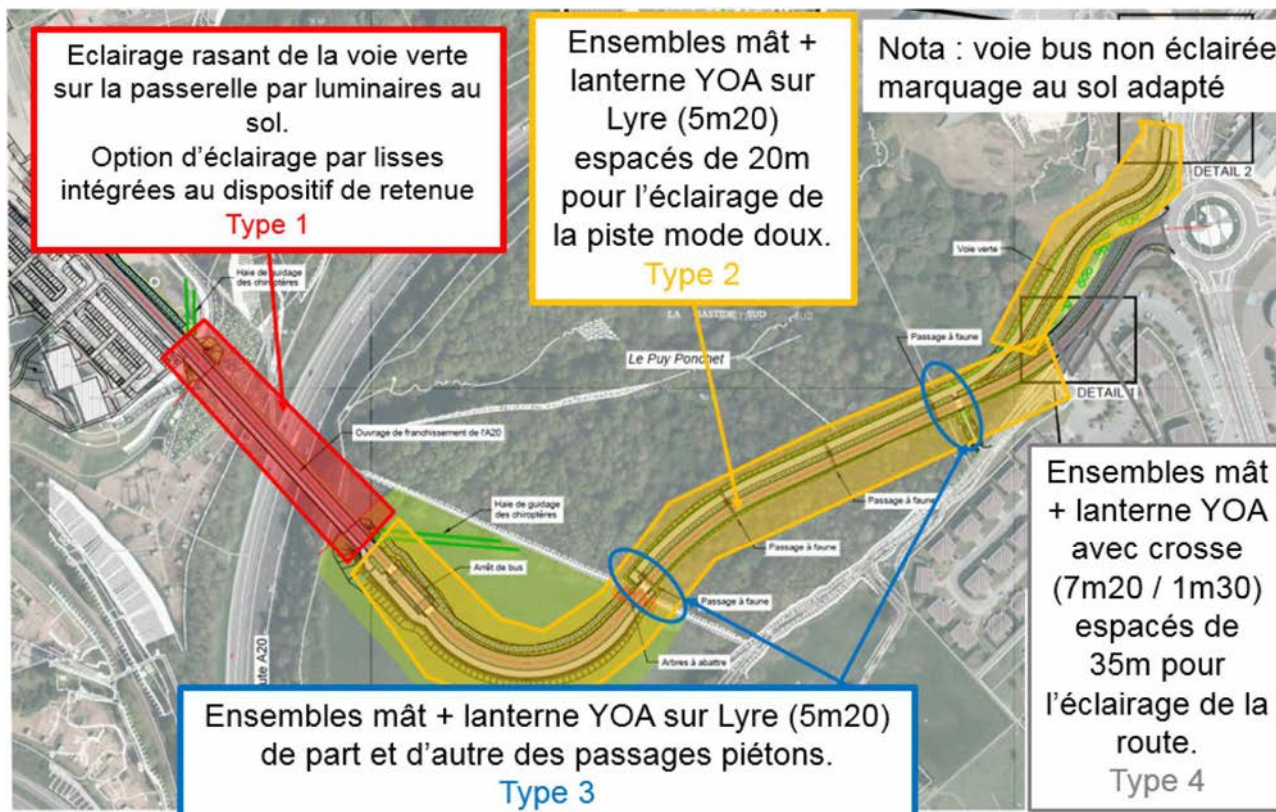 Eclairage rasant de la voie verte
sur la passerelle par luminaires au
sol.
Option d'éclairage par lisses
intégrées au dispositif de retenue
Type 1
Ensembles mât +
lanterne YOA sur
Lyre (5m20)
espacés de 20m
pour l'éclairage de
la piste mode doux.
Type 2
Nota : voie bus non éclairée
marquage au sol adapté
DETAIL 2
Voie verte
Haie de guidage
des chiroptères
Passage à faune
Le Puy Ponchet
DETAIL 1
Ouvrage de franchissement de l'A20
Passage à faune
Haie de guidage
des chiroptères
Passage à faune
Arrêt de bus
Passage à faune
Arbres à abattre
ute A20
Ensembles mât + lanterne YOA sur Lyre (5m20)
de part et d'autre des passages piétons.
Type 3
Ensembles mât
+ lanterne YOA
avec crosse
(7m20 / 1m30)
espacés de
35m pour
l'éclairage de la
route.
Type 4